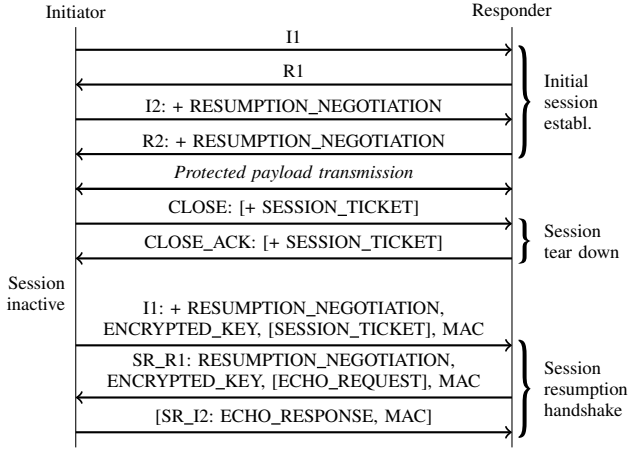 Initiator
Responder
I1
R1
I2: + RESUMPTION_NEGOTIATION
R2: + RESUMPTION_NEGOTIATION
Initial
session
establ.
Protected payload transmission
CLOSE: [+ SESSION_TICKET]
CLOSE_ACK: [+ SESSION_TICKET]
Session
tear down
Session
inactive
I1: + RESUMPTION_NEGOTIATION,
ENCRYPTED_KEY, [SESSION_TICKET], MAC
SR_R1: RESUMPTION_NEGOTIATION,
ENCRYPTED_KEY, [ECHO_REQUEST], MAC
[SR_I2: ECHO_RESPONSE, MAC]
Session
resumption
handshake